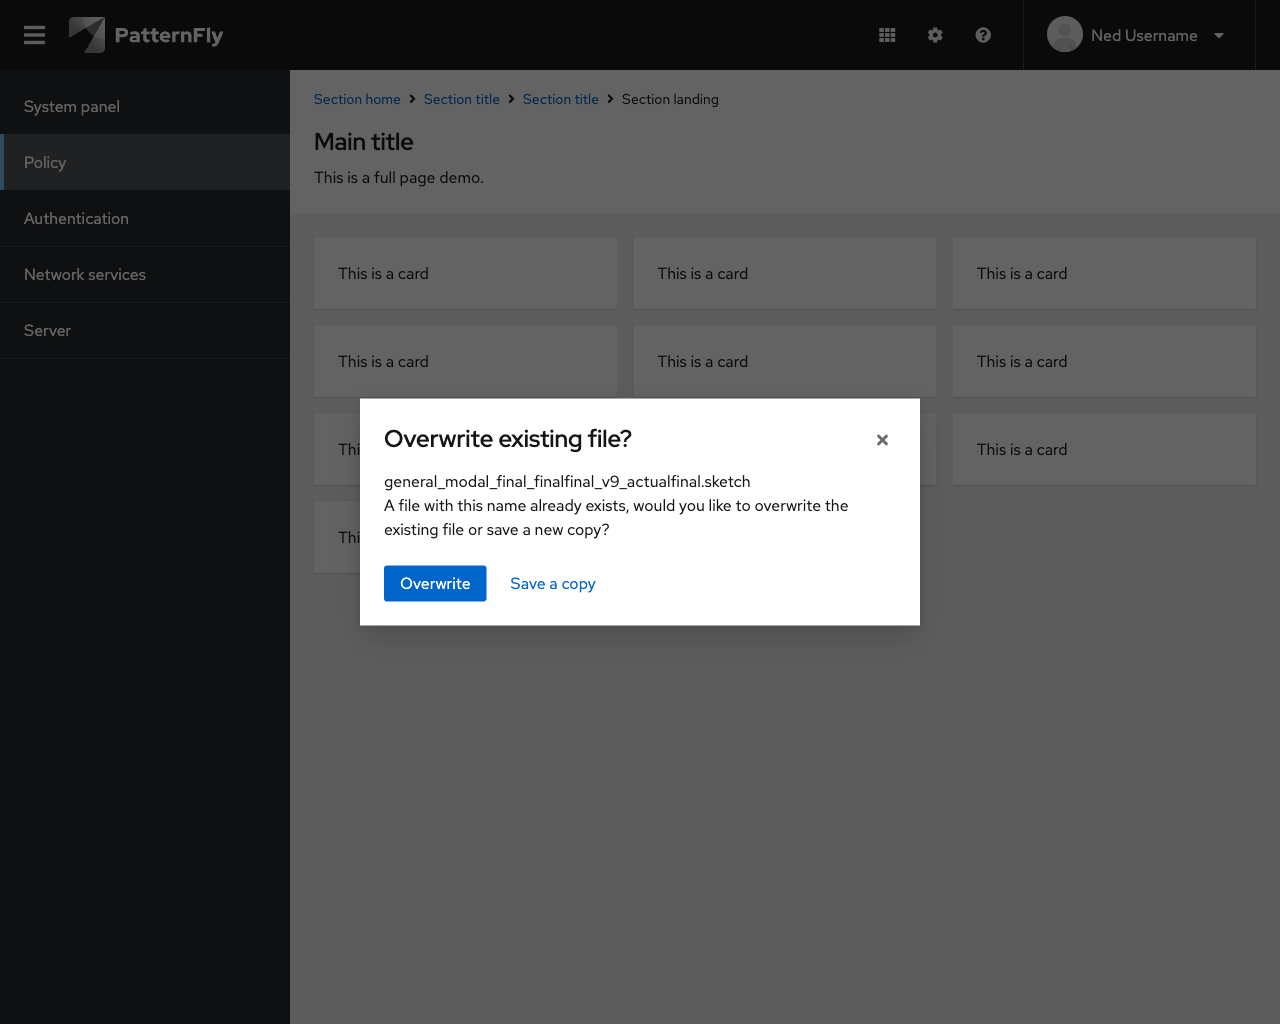 PatternFly
Ned Username
System panel
Policy
Authentication
Network services
Server
Section home > Section title > Section title > Section landing
Main title
This is a full page demo.
This is a card
This is a card
This is a card
This is a card
This is a card
This is a card
This is a card
Overwrite existing file?
general_modal_final_finalfinal_v9_actualfinal.sketch
A file with this name already exists, would you like to overwrite the
existing file or save a new copy?
Overwrite
Save a copy